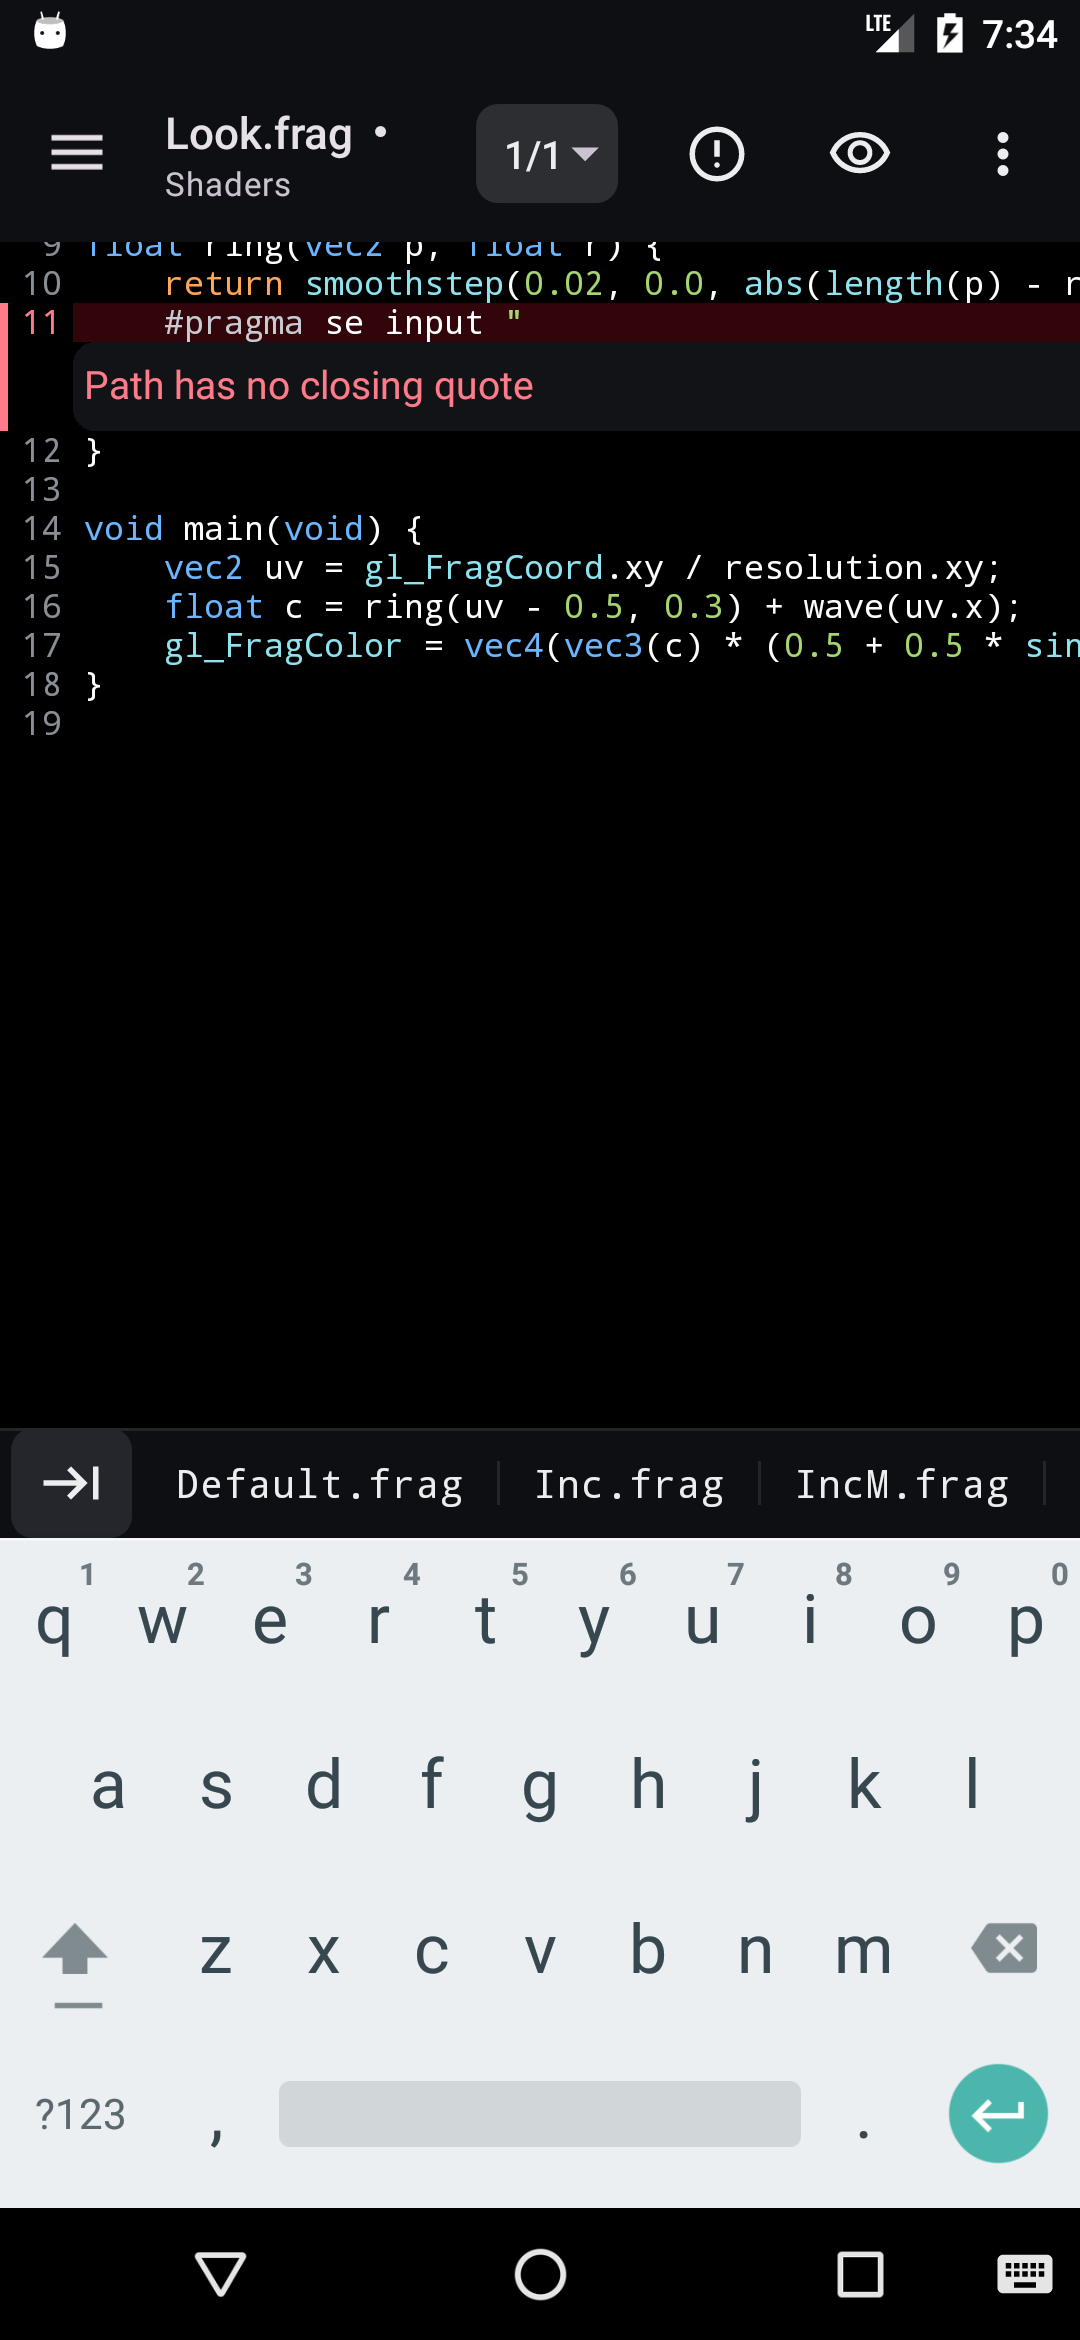 LTE 7:34
Look.frag •
Shaders
1/1
9 float ring(vec2 p, float r) {
10 return smoothstep(0.02, 0.0, abs(length(p) - r
11 #pragma se input "
Path has no closing quote
12 }
13
14 void main(void) {
15 vec2 uv = gl_FragCoord.xy / resolution.xy;
16 float c = ring(uv - 0.5, 0.3) + wave(uv.x);
17 gl_FragColor = vec4(vec3(c) * (0.5 + 0.5 * sin
18 }
19
Default.frag Inc.frag IncM.frag
1 2 3 4 5 6 7 8 9 0
q w e r t y u i o p
a s d f g h j k l
z x c v b n m
?123 , .